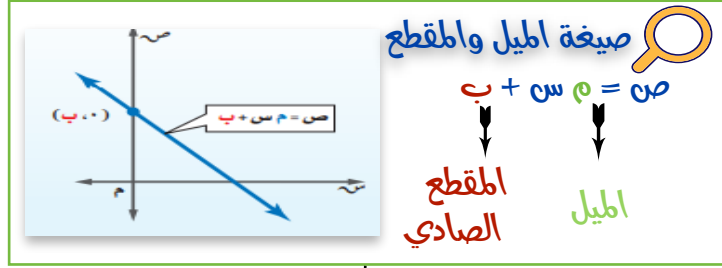 صيغة الميل والمقطع
ص = م س + ب
الميل
المقطع
الصادي
ص
(٠، ب)
ص = م س + ب
م
س